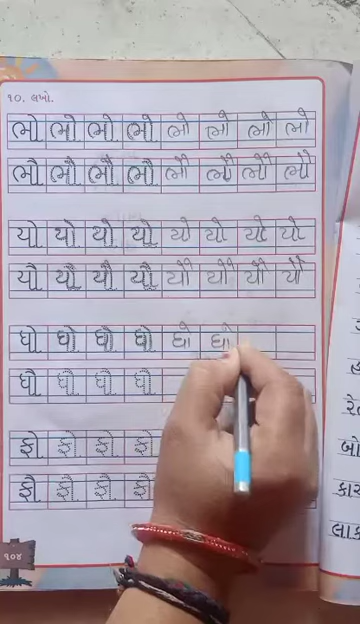 ૧૦. લખો.
ભો ભો ભો ભો ભો ભો ભો ભો
ભૌ ભૌ ભૌ ભૌ ભૌ ભૌ ભૌ ભૌ
યો યો યો યો યો યો યો યો
યૌ યૌ યૌ યૌ યૌ યૌ યૌ યૌ
ઘો ઘો ઘો ઘો ઘો ઘો
ઘૌ ઘૌ ઘૌ ઘૌ
ફો ફો ફો ફો
ફૌ ફૌ ફૌ ફૌ
૧૦૪